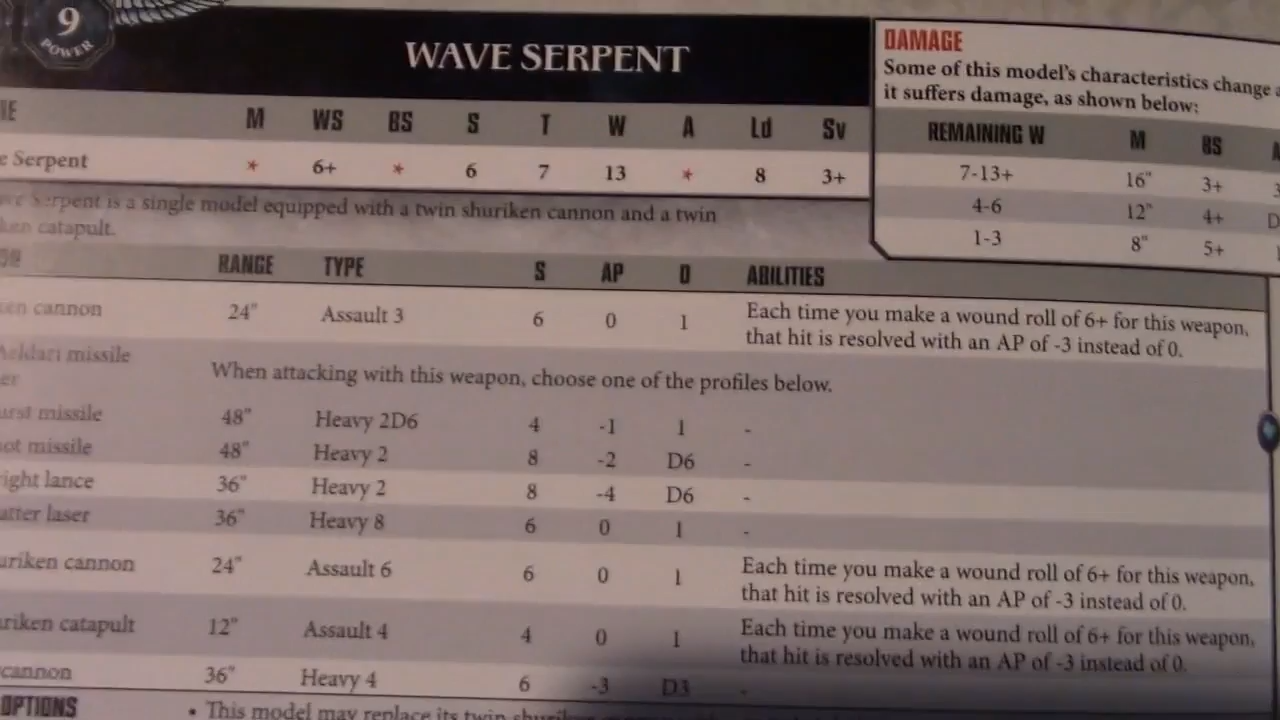 9
POWER
WAVE SERPENT
DAMAGE
Some of this model's characteristics change
it suffers damage, as shown below:
REMAINING W M BS
7-13+ 16" 3+
4-6 12" 4+
1-3 8" 5+
M WS BS S T W A Ld Sv
Serpent * 6+ * 6 7 13 * 8 3+
Serpent is a single model equipped with a twin shuriken cannon and a twin
catapult.
RANGE TYPE S AP D ABILITIES
cannon 24" Assault 3 6 0 1 Each time you make a wound roll of 6+ for this weapon,
that hit is resolved with an AP of -3 instead of 0.
missile
When attacking with this weapon, choose one of the profiles below.
missile 48" Heavy 2D6 4 -1 1 -
missile 48" Heavy 2 8 -2 D6 -
lance 36" Heavy 2 8 -4 D6 -
laser 36" Heavy 8 6 0 1 -
cannon 24" Assault 6 6 0 1 Each time you make a wound roll of 6+ for this weapon,
that hit is resolved with an AP of -3 instead of 0.
catapult 12" Assault 4 4 0 1 Each time you make a wound roll of 6+ for this weapon,
that hit is resolved with an AP of -3 instead of 0.
cannon 36" Heavy 4 6 -3 D3 -
OPTIONS • This model may replace its twin